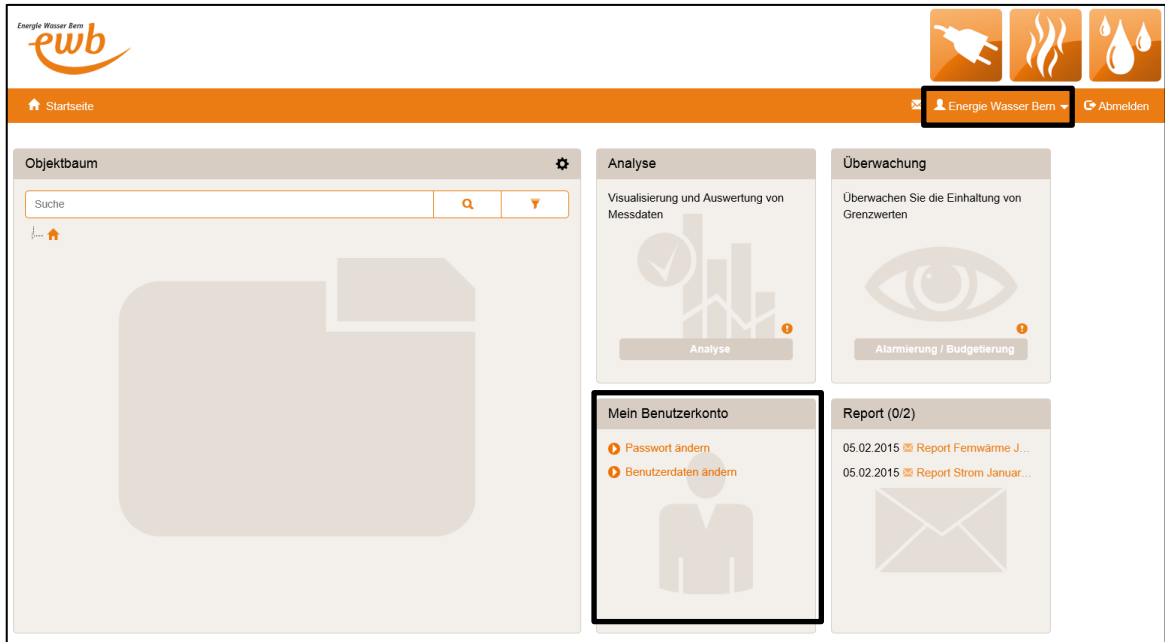 Energie Wasser Bern
ewb
Startseite
Energie Wasser Bern
Abmelden
Objektbaum
Suche
Analyse
Visualisierung und Auswertung von
Messdaten
Analyse
Überwachung
Überwachen Sie die Einhaltung von
Grenzwerten
Alarmierung / Budgetierung
Mein Benutzerkonto
Passwort ändern
Benutzerdaten ändern
Report (0/2)
05.02.2015 Report Fernwärme J...
05.02.2015 Report Strom Januar...